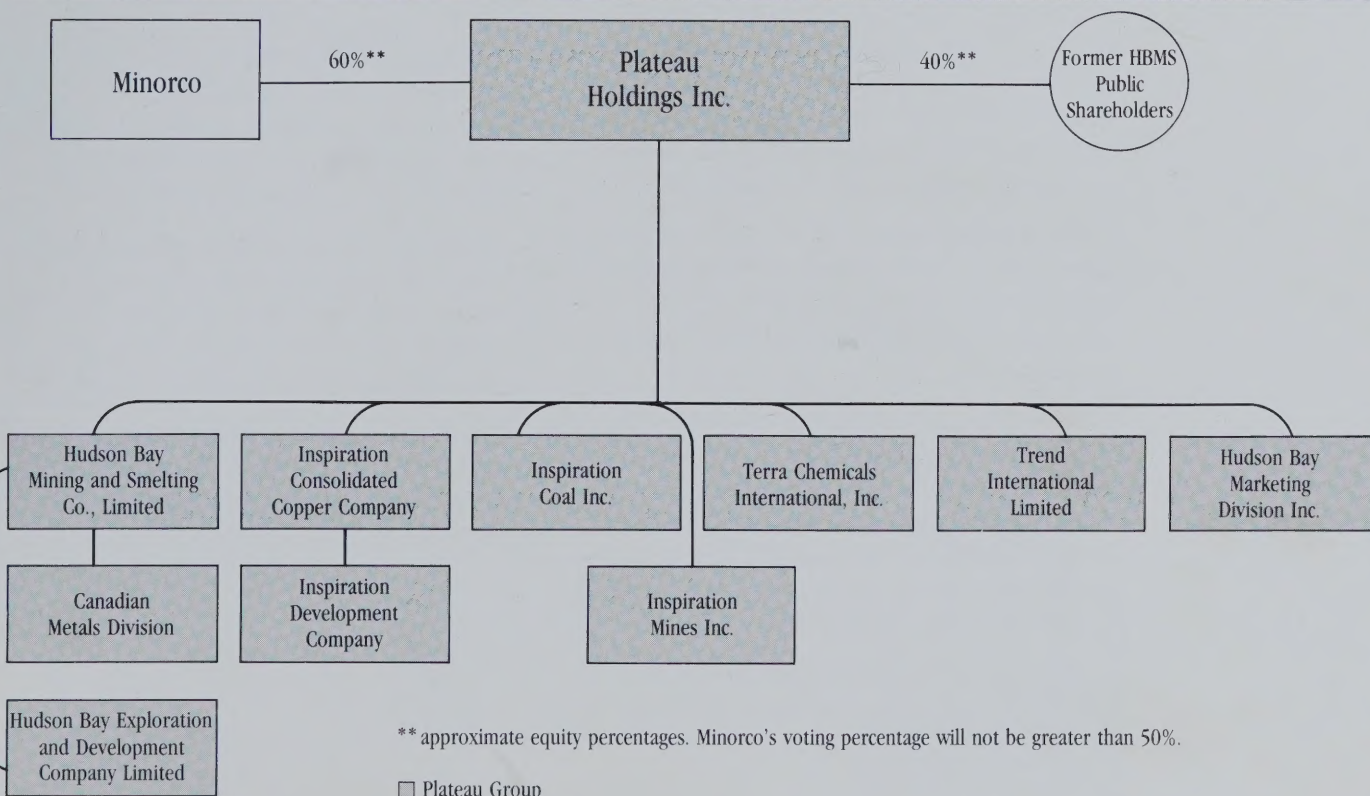 Minorco
60%**
Plateau
Holdings Inc.
40%**
Former HBMS
Public
Shareholders
Hudson Bay
Mining and Smelting
Co., Limited
Inspiration
Consolidated
Copper Company
Inspiration
Coal Inc.
Terra Chemicals
International, Inc.
Trend
International
Limited
Hudson Bay
Marketing
Division Inc.
Canadian
Metals Division
Inspiration
Development
Company
Inspiration
Mines Inc.
Hudson Bay Exploration
and Development
Company Limited
** approximate equity percentages. Minorco's voting percentage will not be greater than 50%.
Plateau Group